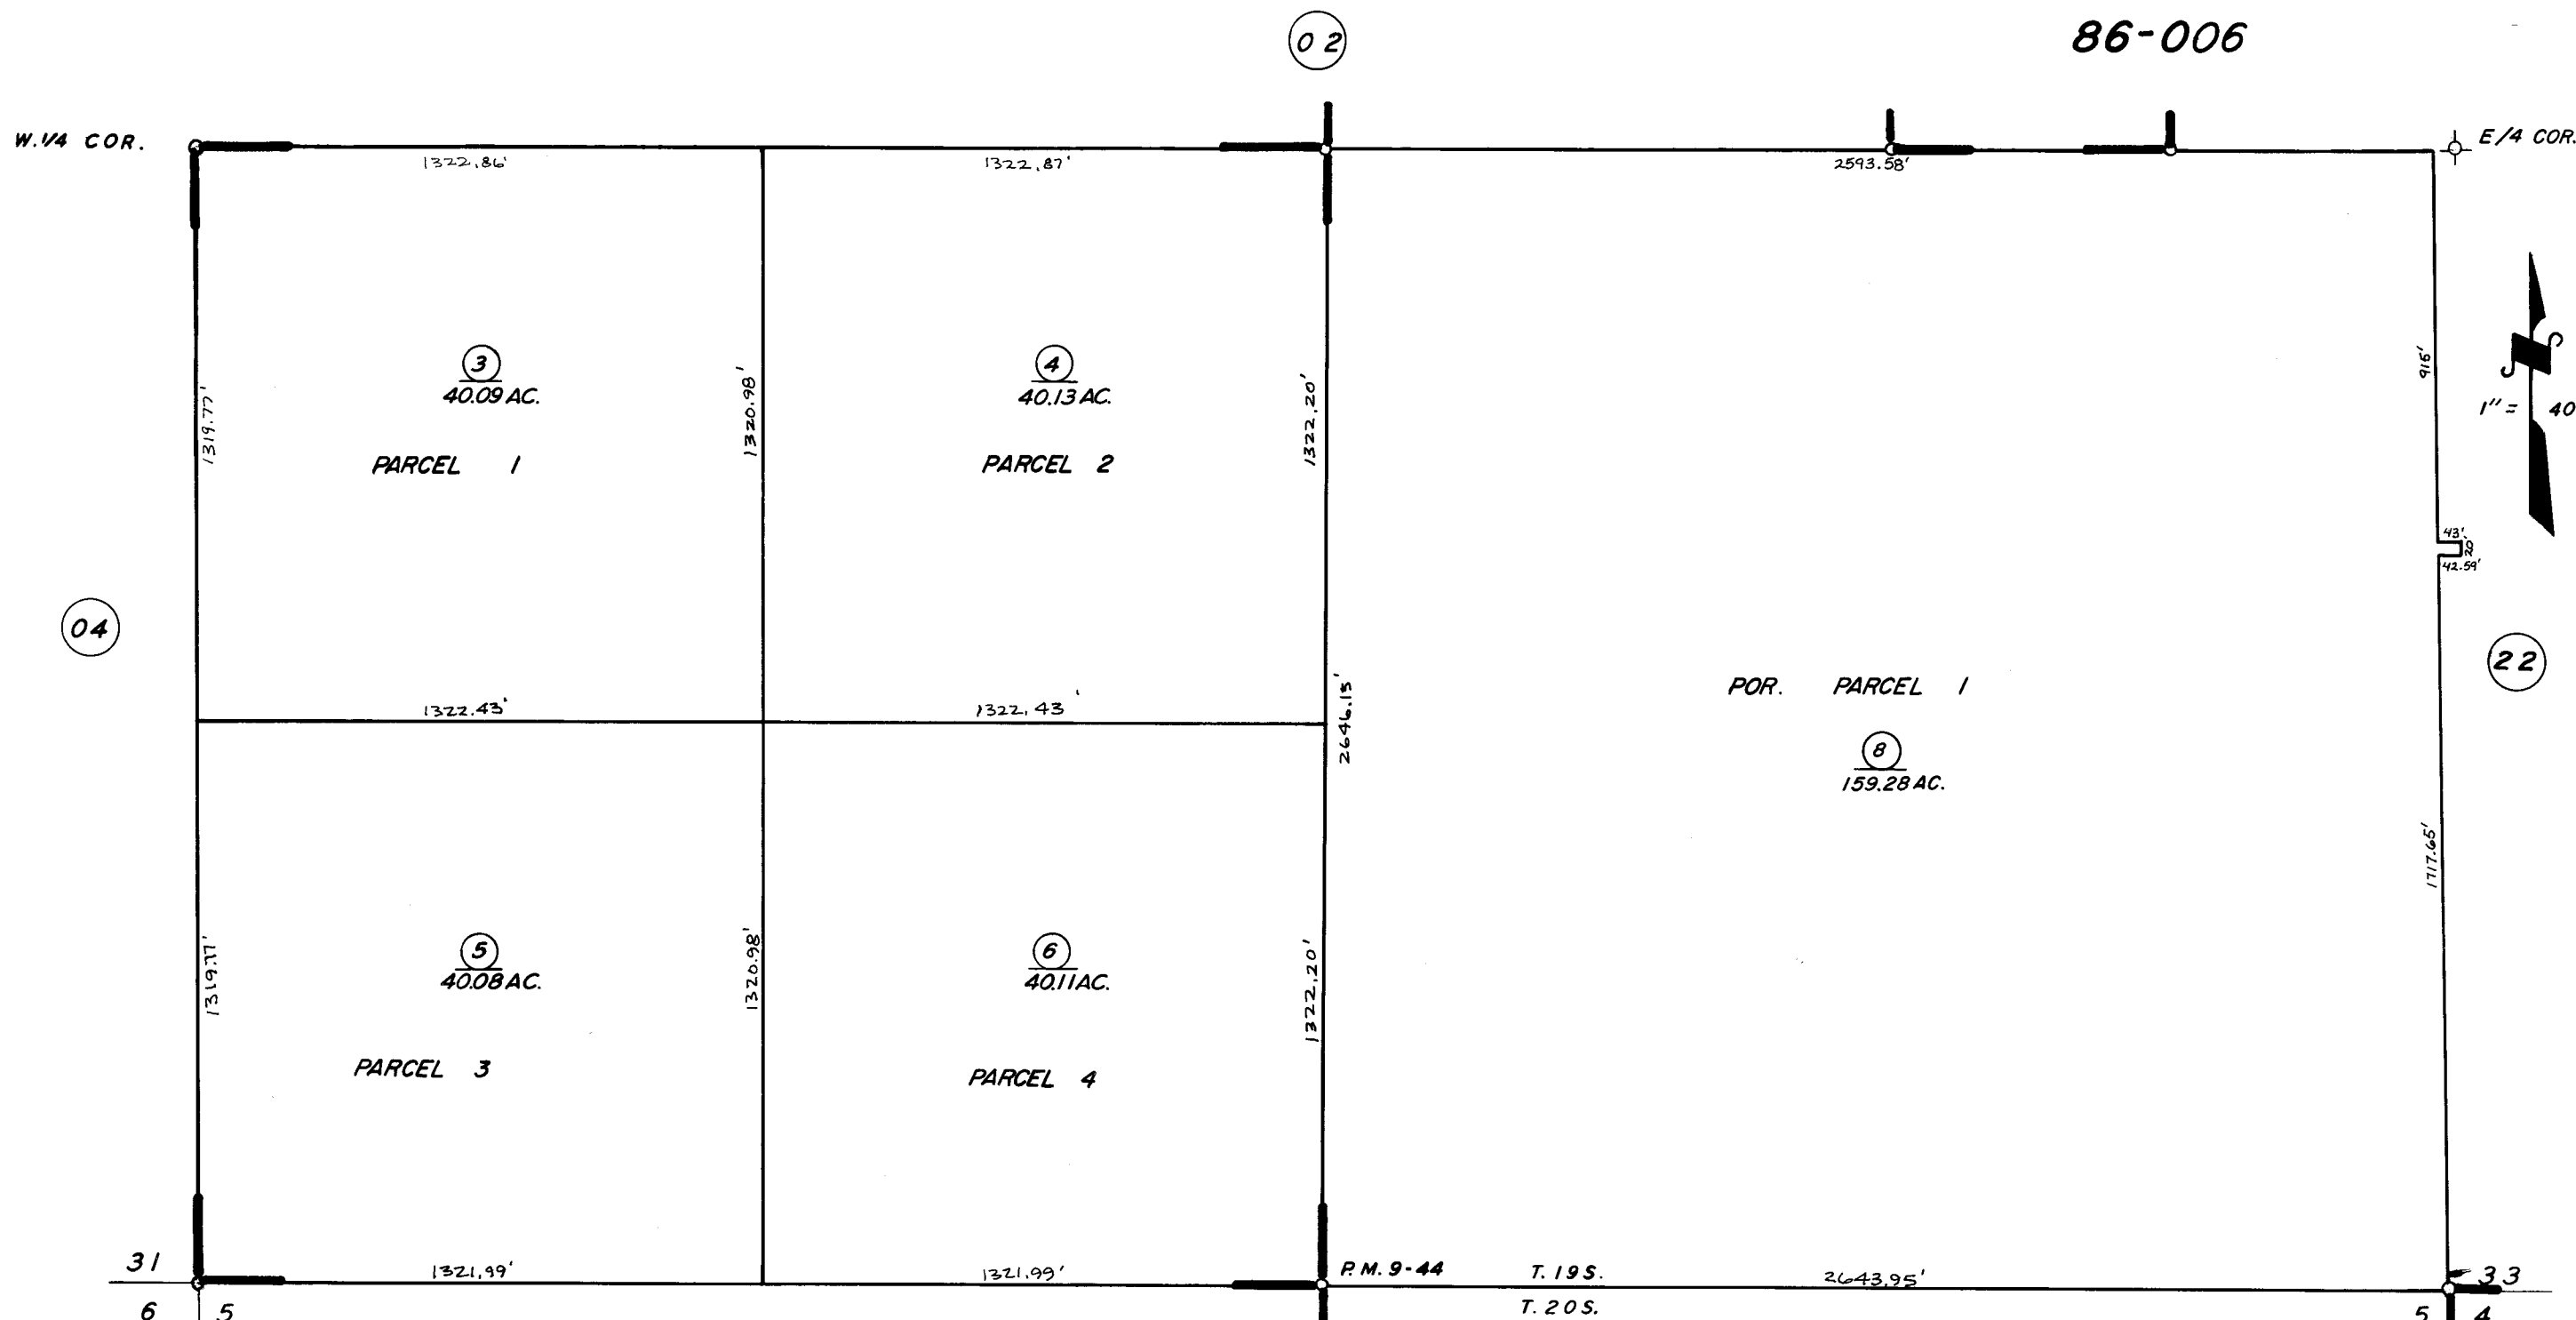 02
86-006
W.1/4 COR.
E/4 COR.
1322.86'
1322.87'
2593.58'
1319.77'
3
40.09 AC.
PARCEL 1
1320.98'
4
40.13 AC.
PARCEL 2
1322.20'
915'
1" = 40
43'
20'
42.59'
04
22
1322.43'
1322.43'
2646.15'
POR. PARCEL 1
8
159.28 AC.
1717.65'
1319.77'
5
40.08 AC.
PARCEL 3
1320.98'
6
40.11 AC.
PARCEL 4
1322.20'
31
1321.99'
1321.99'
P.M. 9-44
T. 19 S.
2643.95'
33
6 5
T. 20 S.
5 4